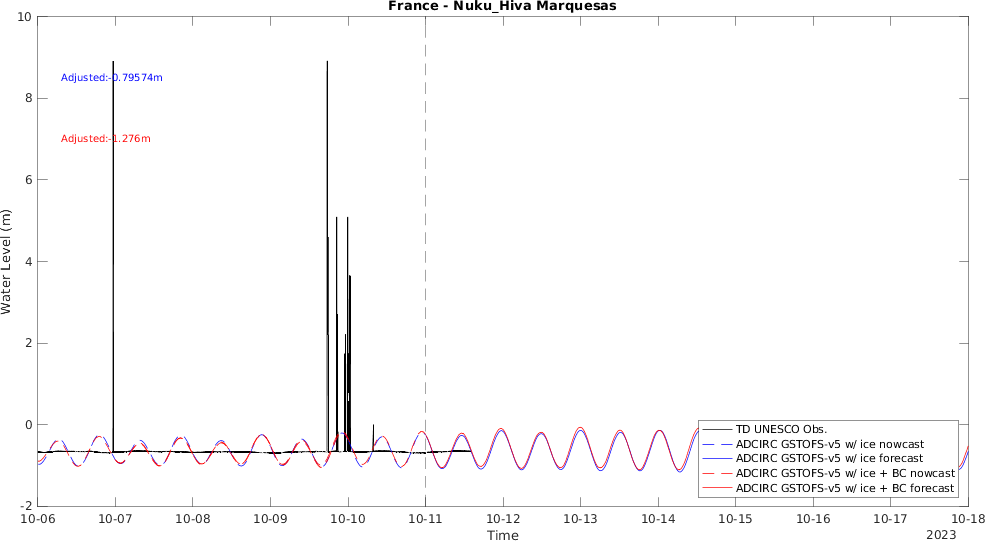 France - Nuku_Hiva Marquesas
10
8
6
4
2
0
-2
Water Level (m)
Adjusted:-0.79574m
Adjusted:-1.276m
TD UNESCO Obs.
ADCIRC GSTOFS-v5 w/ ice nowcast
ADCIRC GSTOFS-v5 w/ ice forecast
ADCIRC GSTOFS-v5 w/ ice + BC nowcast
ADCIRC GSTOFS-v5 w/ ice + BC forecast
10-06 10-07 10-08 10-09 10-10 10-11 10-12 10-13 10-14 10-15 10-16 10-17 10-18
Time
2023